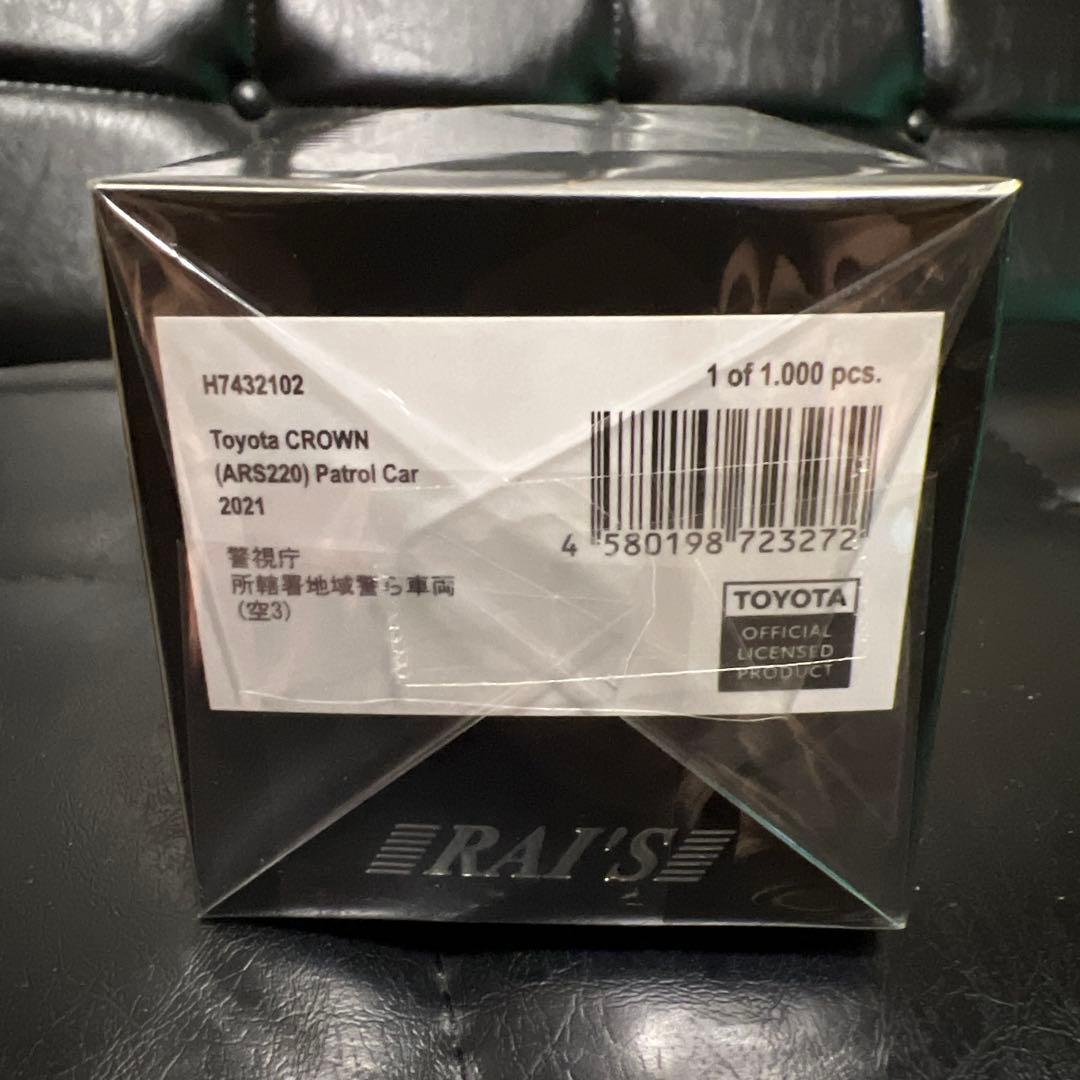 H7432102
1 of 1.000 pcs.
Toyota CROWN
(ARS220) Patrol Car
2021
警視庁
所轄署地域警ら車両
(空3)
4 580198 723272
TOYOTA
OFFICIAL
LICENSED
PRODUCT
RAI'S